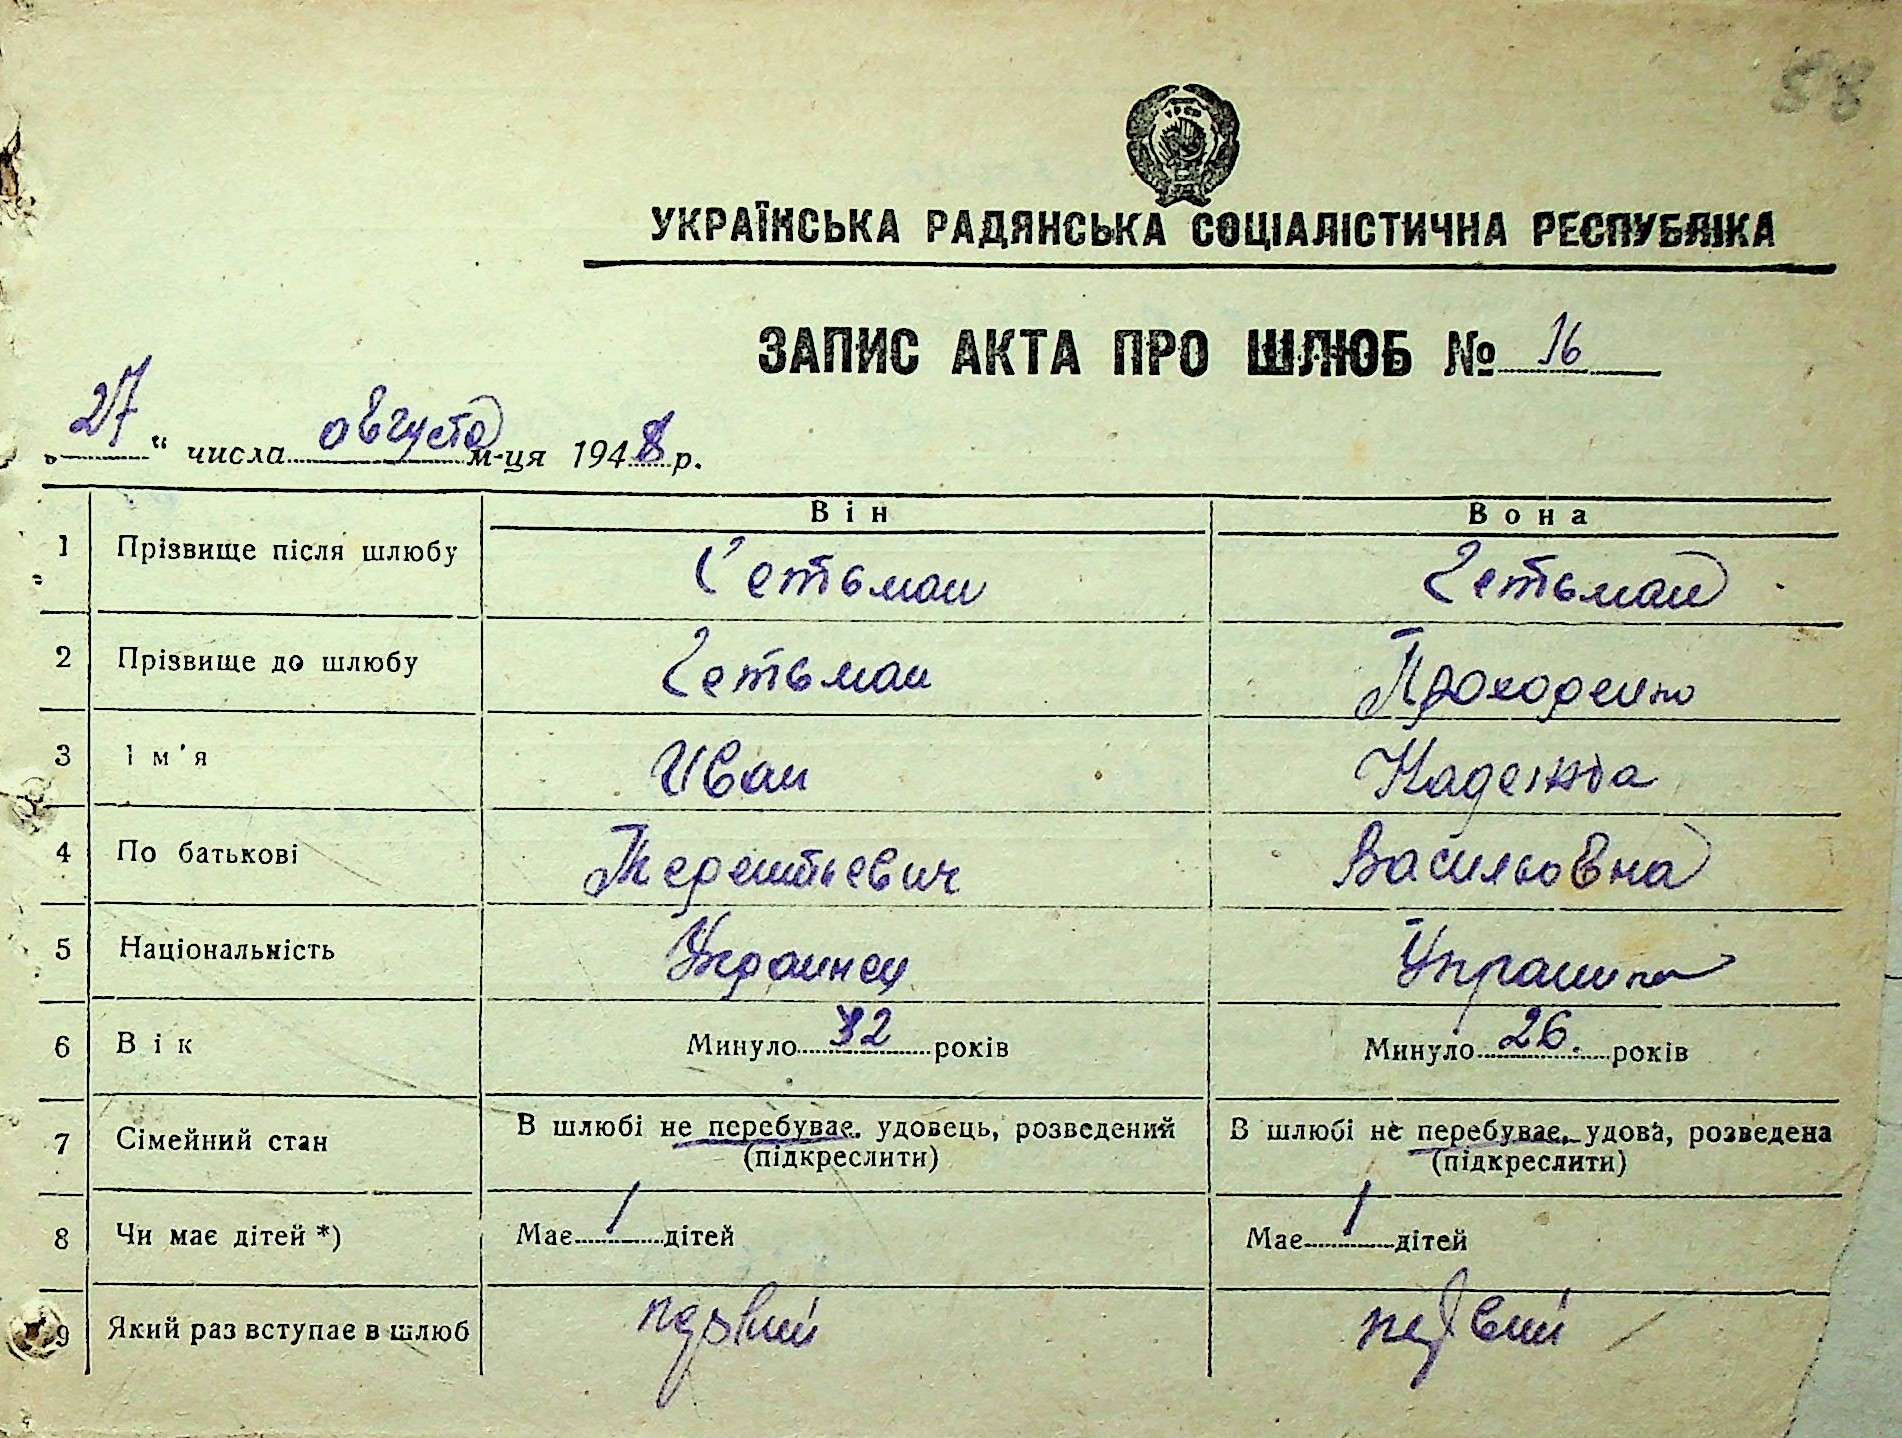 58
УКРАЇНСЬКА РАДЯНСЬКА СОЦІАЛІСТИЧНА РЕСПУБЛІКА
ЗАПИС АКТА ПРО ШЛЮБ № 16
„27“ числа августа м-ця 1948 р.
Він Вона
1 Прізвище після шлюбу Гетьман Гетьман
2 Прізвище до шлюбу Гетьман Прохоренко
3 Ім'я Иван Надежда
4 По батькові Терентьевич Васильовна
5 Національність Украинец Украинка
6 Вік Минуло 32 років Минуло 26. років
7 Сімейний стан В шлюбі не перебуває, удовець, розведений В шлюбі не перебуває, удова, розведена
(підкреслити) (підкреслити)
8 Чи має дітей *) Має 1 дітей Має 1 дітей
9 Який раз вступає в шлюб первий первий